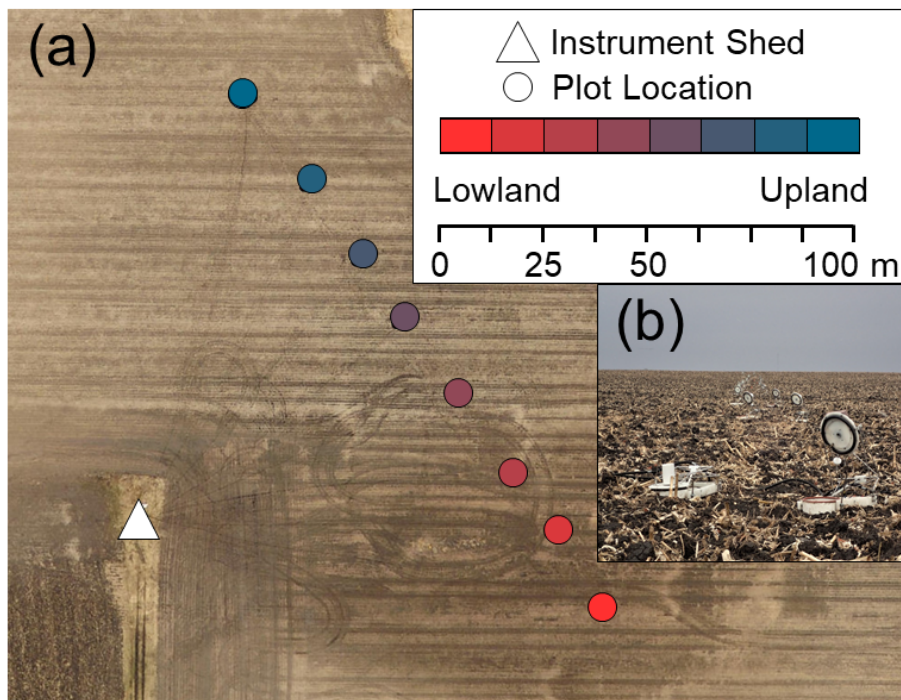 (a)
Instrument Shed
Plot Location
Lowland Upland
0 25 50 100 m
(b)